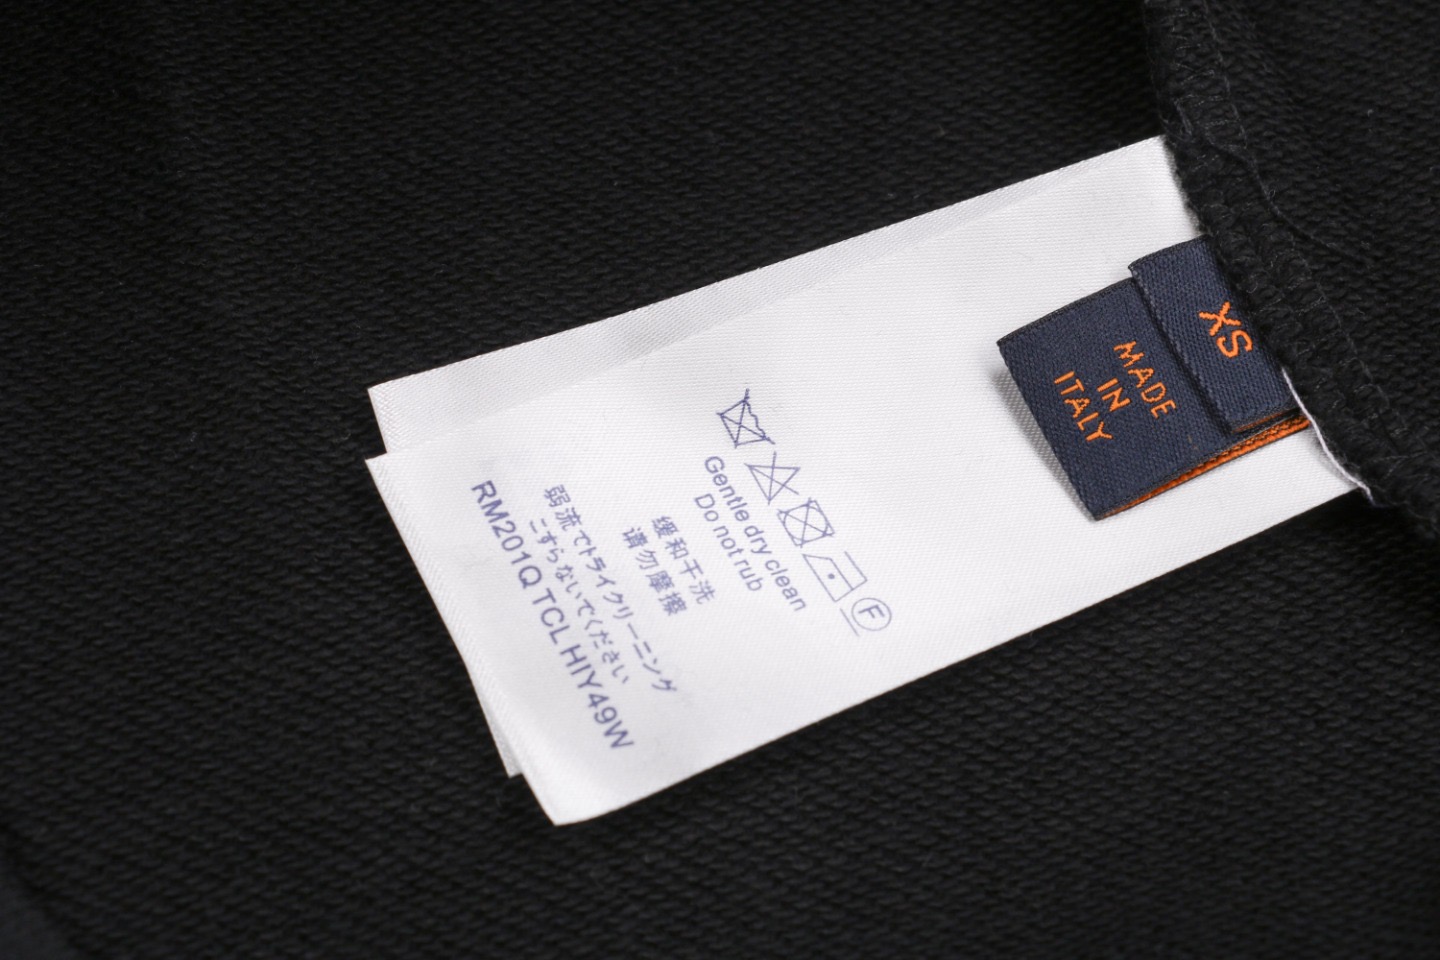 XS
MADE
IN
ITALY
F
Gentle dry clean
Do not rub
缓和干洗
请勿摩擦
弱流でトライクリーニング
こすらないでください
RM201Q TCL HIY49W